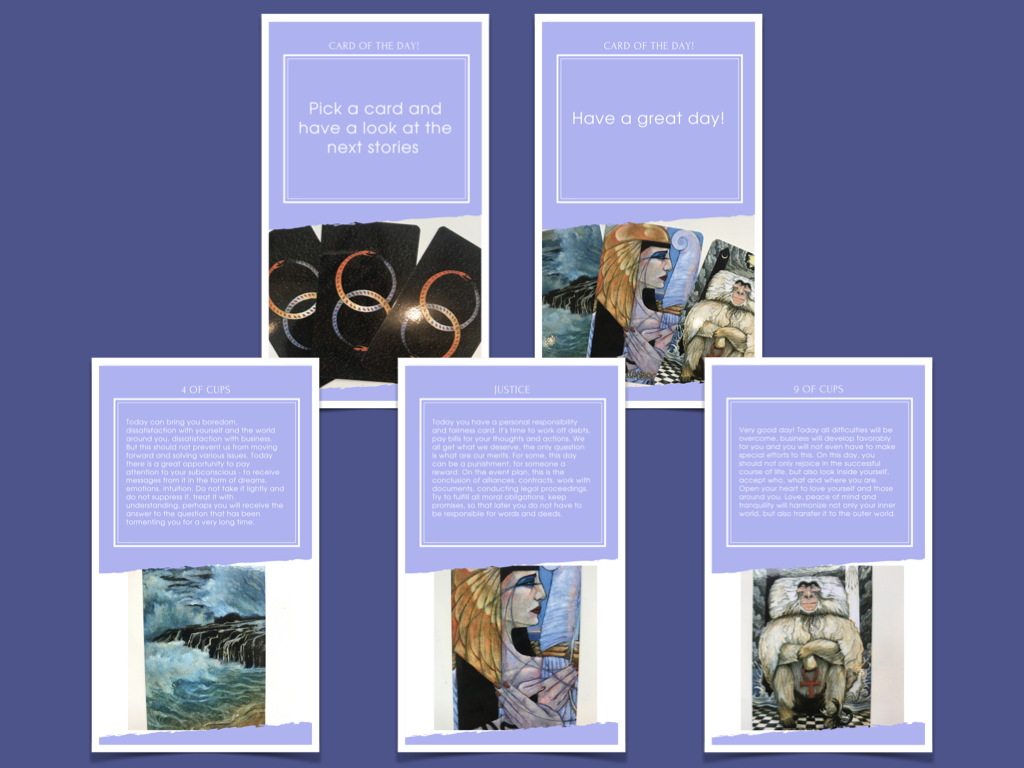 CARD OF THE DAY!
Pick a card and
have a look at the
next stories
CARD OF THE DAY!
Have a great day!
4 OF CUPS
Today can bring you boredom,
dissatisfaction with yourself and the world
around you, dissatisfaction with business.
But this should not prevent us from moving
forward and solving various issues. Today
there is a great opportunity to pay
attention to your subconscious - to receive
messages from it in the form of dreams,
emotions, intuition. Do not take it lightly and
do not suppress it, treat it with
understanding, perhaps you will receive the
answer to the question that has been
tormenting you for a very long time.
JUSTICE
Today you have a personal responsibility
and fairness card. It's time to work off debts,
pay bills for your thoughts and actions. We
all get what we deserve, the only question
is what are our merits. For some, this day
can be a punishment, for someone a
reward. On the event plan, this is the
conclusion of alliances, contracts, work with
documents, conducting legal proceedings.
Try to fulfill all moral obligations, keep
promises, so that later you do not have to
be responsible for words and deeds.
9 OF CUPS
Very good day! Today all difficulties will be
overcome, business will develop favorably
for you and you will not even have to make
special efforts to this. On this day, you
should not only rejoice in the successful
course of life, but also look inside yourself,
accept who, what and where you are.
Open your heart to love yourself and those
around you. Love, peace of mind and
tranquility will harmonize not only your inner
world, but also transfer it to the outer world.